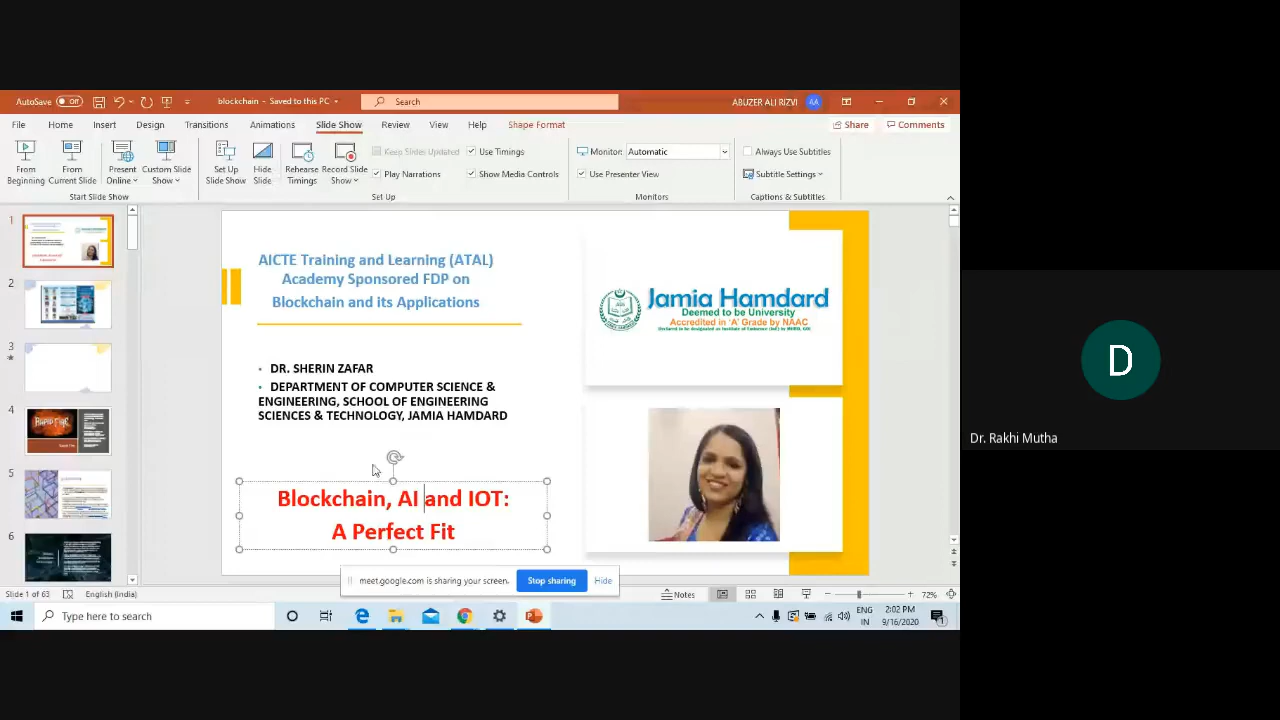 AutoSave Off
blockchain - Saved to this PC
Search
ABUZER ALI RIZVI AA
File Home Insert Design Transitions Animations Slide Show Review View Help Shape Format
Share Comments
From Beginning
From Current Slide
Present Online
Custom Slide Show
Set Up Slide Show
Hide Slide
Rehearse Timings
Record Slide Show
Keep Slides Updated
Play Narrations
Use Timings
Show Media Controls
Monitor: Automatic
Use Presenter View
Always Use Subtitles
Subtitle Settings
Start Slide Show
Set Up
Monitors
Captions & Subtitles
1
2
3
4
5
6
AICTE Training and Learning (ATAL)
Academy Sponsored FDP on
Blockchain and its Applications
Jamia Hamdard
Deemed to be University
Accredited in 'A' Grade by NAAC
• DR. SHERIN ZAFAR
• DEPARTMENT OF COMPUTER SCIENCE &
ENGINEERING, SCHOOL OF ENGINEERING
SCIENCES & TECHNOLOGY, JAMIA HAMDARD
Blockchain, AI and IOT:
A Perfect Fit
D
Dr. Rakhi Mutha
meet.google.com is sharing your screen.
Stop sharing
Hide
Slide 1 of 63
English (India)
Notes
72%
Type here to search
ENG
IN
2:02 PM
9/16/2020
1